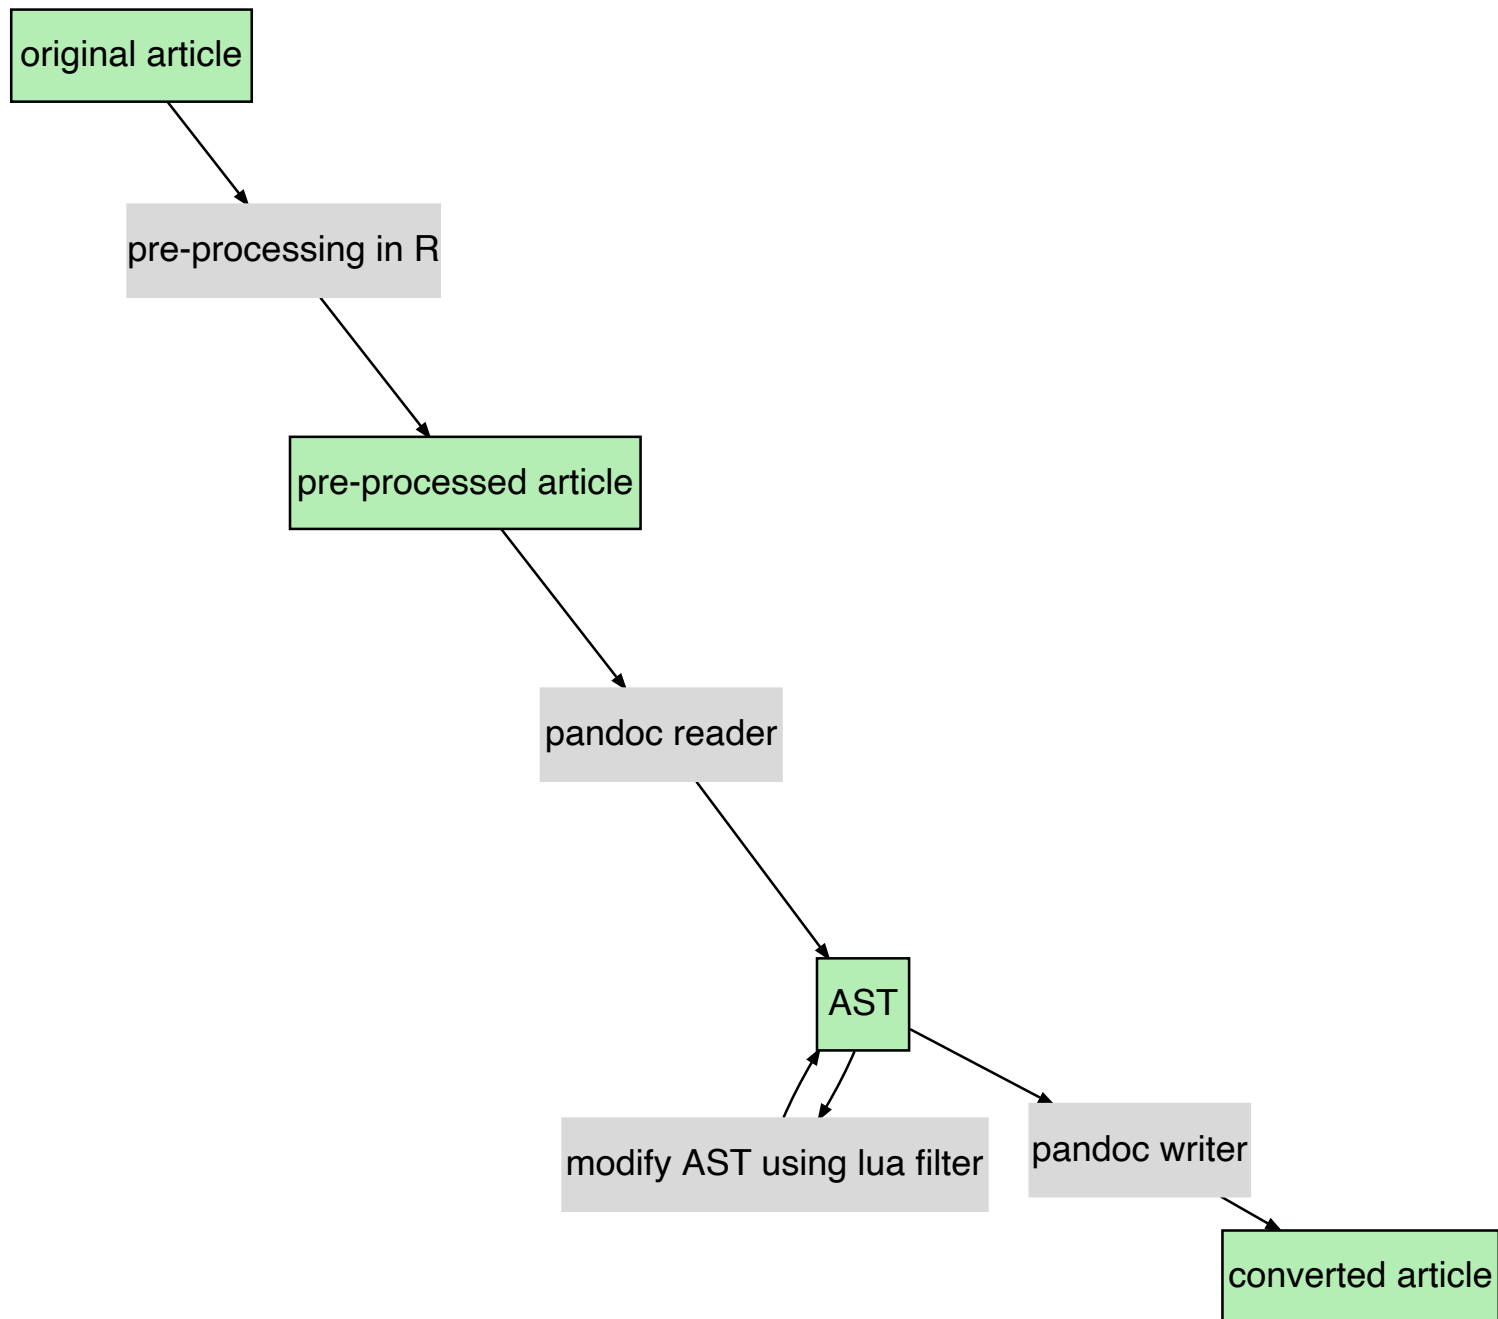 original article
pre-processing in R
pre-processed article
pandoc reader
AST
modify AST using lua filter
pandoc writer
converted article